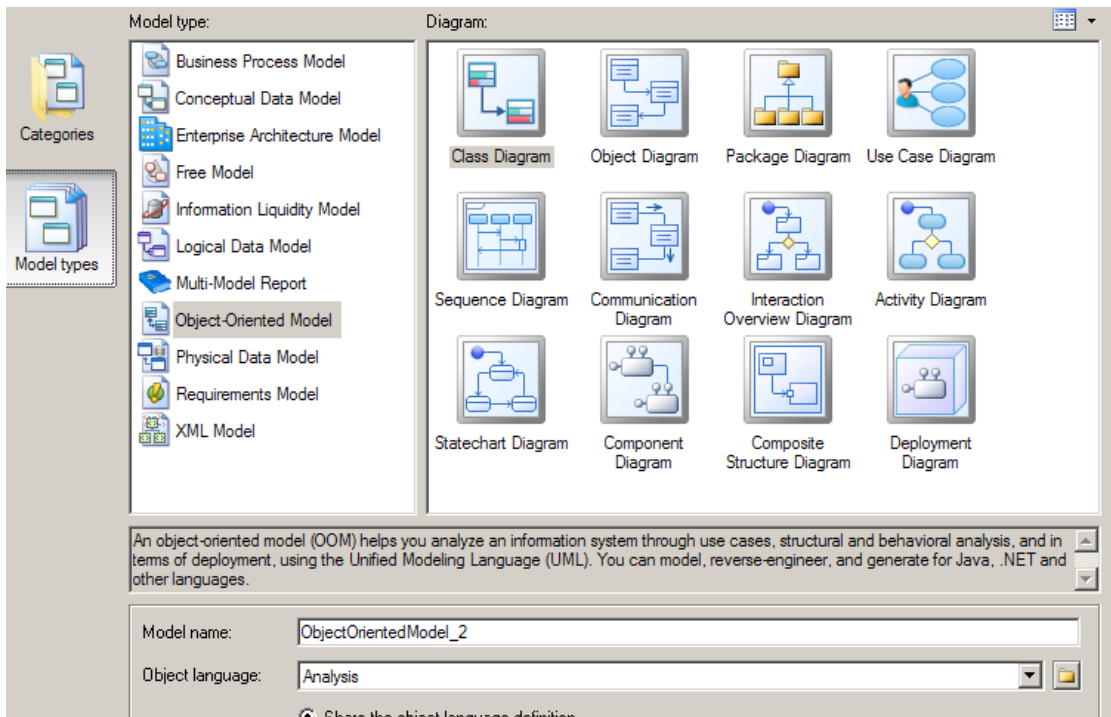 Model type:
Diagram:
Categories
Model types
Business Process Model
Conceptual Data Model
Enterprise Architecture Model
Free Model
Information Liquidity Model
Logical Data Model
Multi-Model Report
Object-Oriented Model
Physical Data Model
Requirements Model
XML Model
Class Diagram
Object Diagram
Package Diagram
Use Case Diagram
Sequence Diagram
Communication
Diagram
Interaction
Overview Diagram
Activity Diagram
Statechart Diagram
Component
Diagram
Composite
Structure Diagram
Deployment
Diagram
An object-oriented model (OOM) helps you analyze an information system through use cases, structural and behavioral analysis, and in
terms of deployment, using the Unified Modeling Language (UML). You can model, reverse-engineer, and generate for Java, .NET and
other languages.
Model name:
ObjectOrientedModel_2
Object language:
Analysis
Share the object language definition